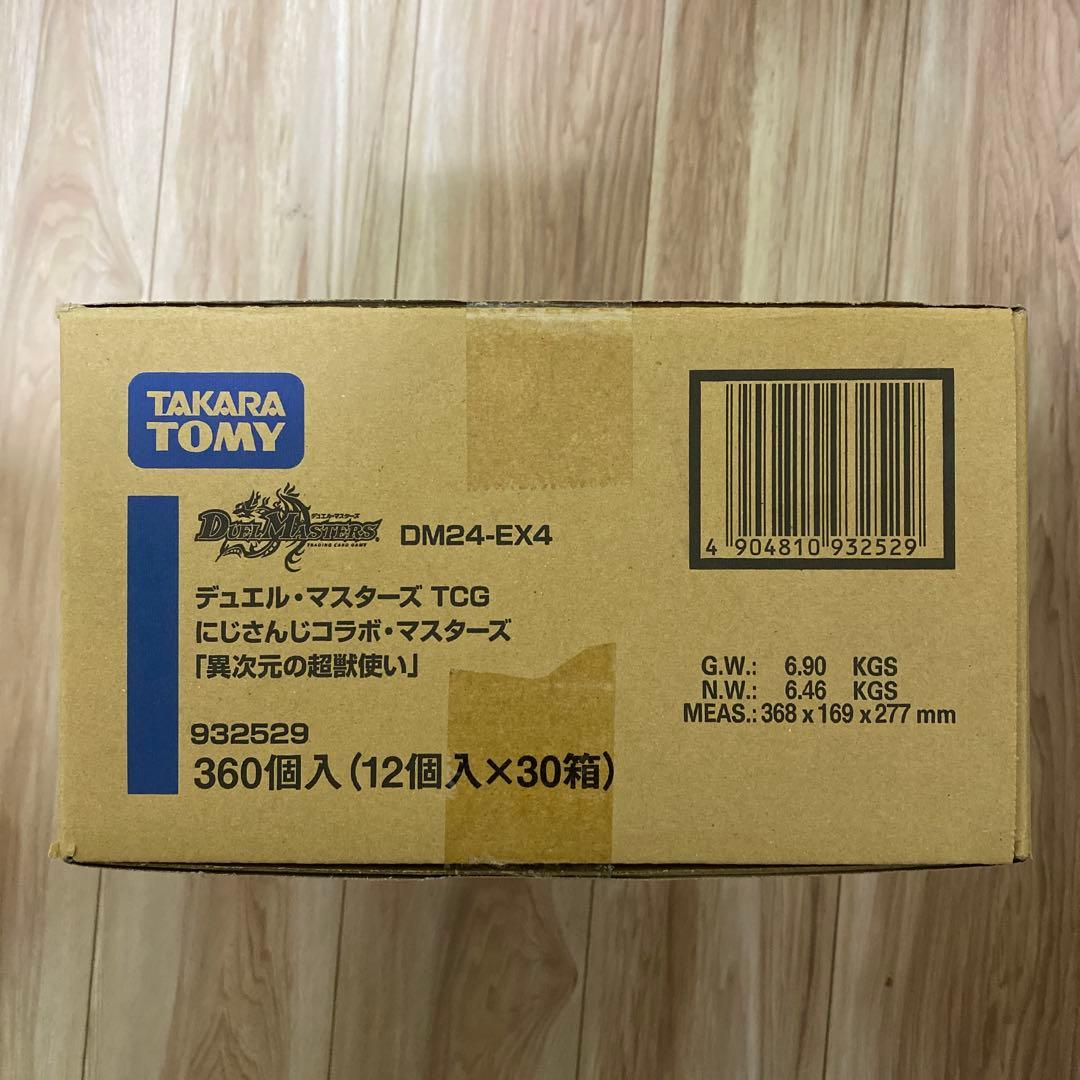 TAKARA
TOMY
デュエル・マスターズ
DUEL MASTERS
TRADING CARD GAME
DM24-EX4
デュエル・マスターズ TCG
にじさんじコラボ・マスターズ
「異次元の超獣使い」
932529
360個入(12個入×30箱)
4 904810 932529
G.W.: 6.90 KGS
N.W.: 6.46 KGS
MEAS.: 368 x 169 x 277 mm